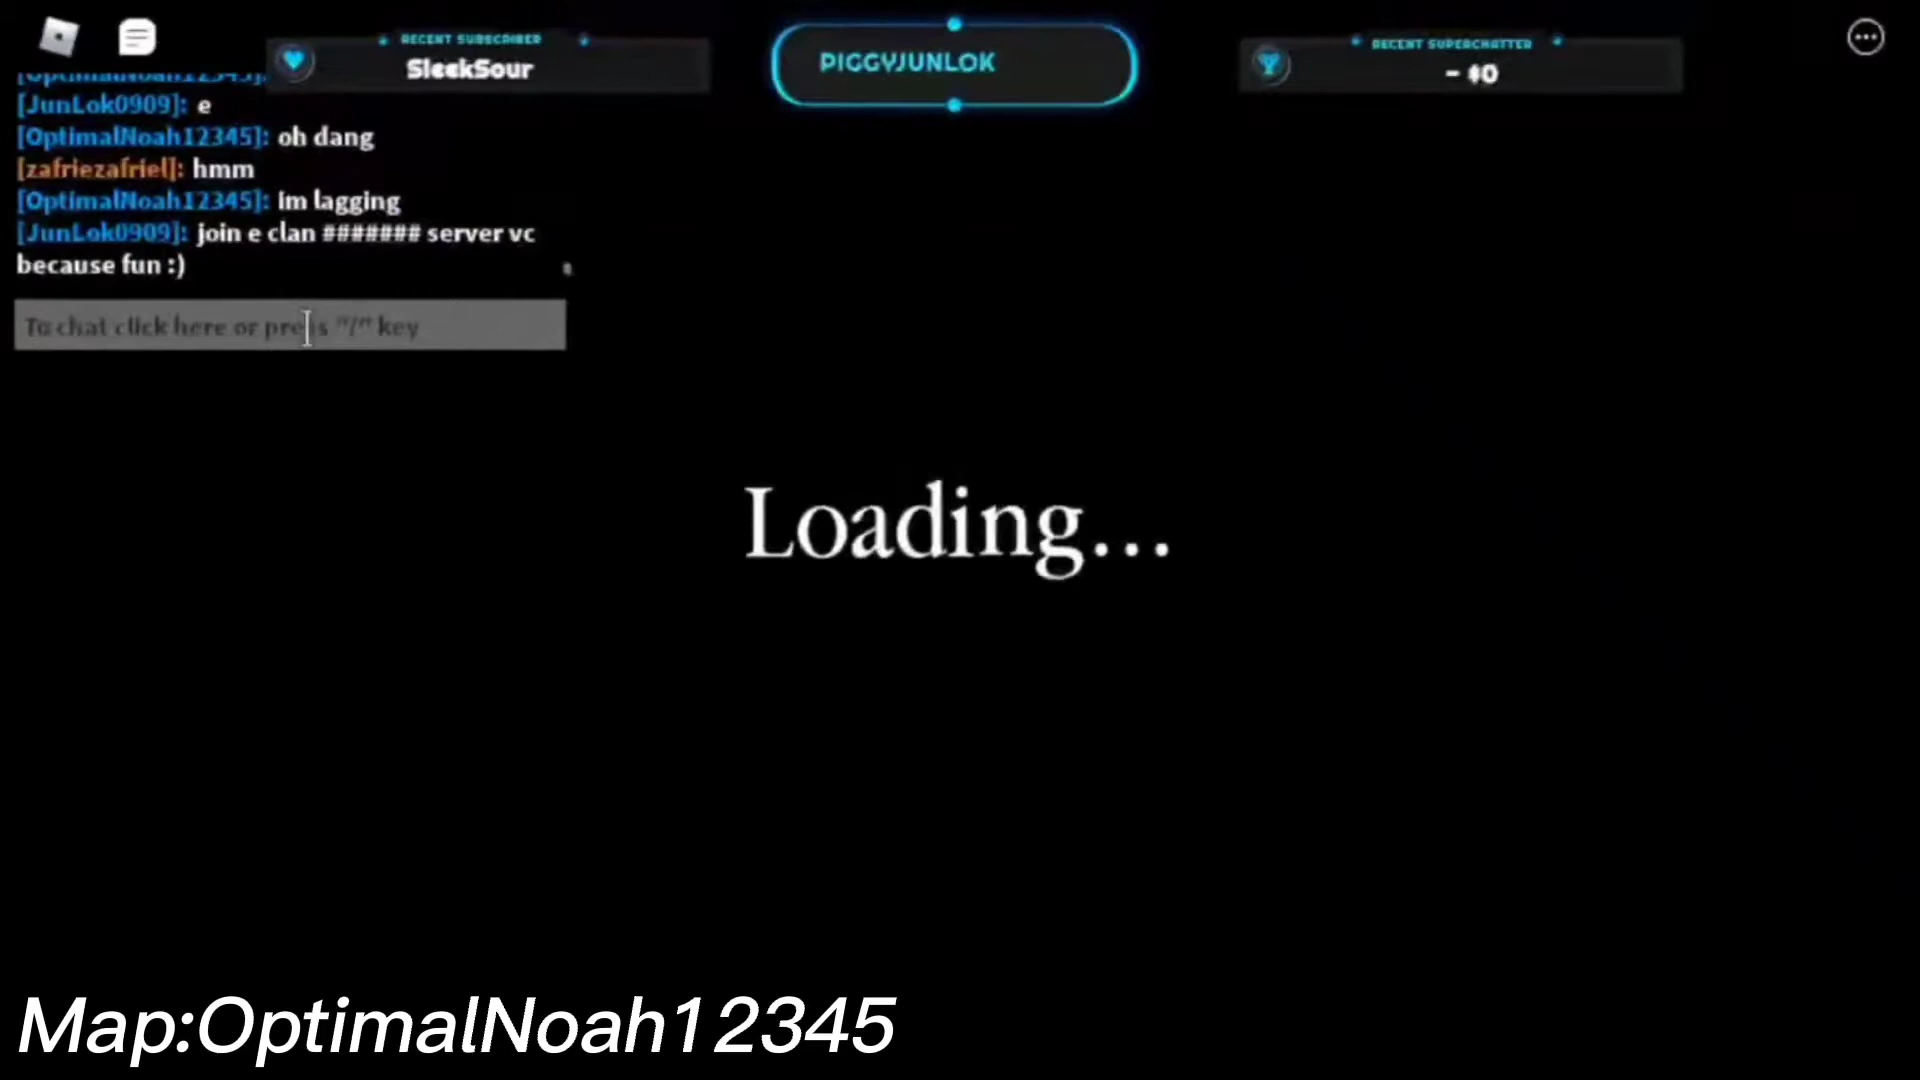 RECENT SUBSCRIBER
SleekSour
PIGGYJUNLOK
RECENT SUPERCHATTER
- $0
[OptimalNoah12345]:
[JunLok0909]: e
[OptimalNoah12345]: oh dang
[zafriezafriel]: hmm
[OptimalNoah12345]: im lagging
[JunLok0909]: join e clan ####### server vc
because fun :)
To chat click here or press "/" key
Loading...
Map:OptimalNoah12345